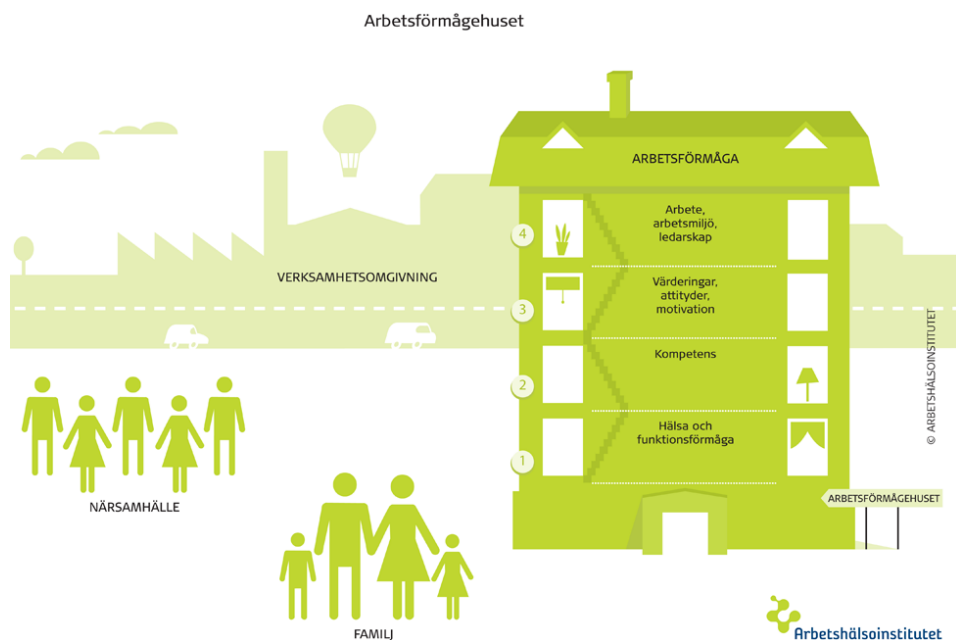 Arbetsförmågehuset
ARBETSFÖRMÅGA
4
Arbete,
arbetsmiljö,
ledarskap
VERKSAMHETSOMGIVNING
3
Värderingar,
attityder,
motivation
2
Kompetens
1
Hälsa och
funktionsförmåga
© ARBETSHÄLSOINSTITUTET
NÄRSAMHÄLLE
ARBETSFÖRMÅGEHUSET
FAMILJ
Arbetshälsoinstitutet